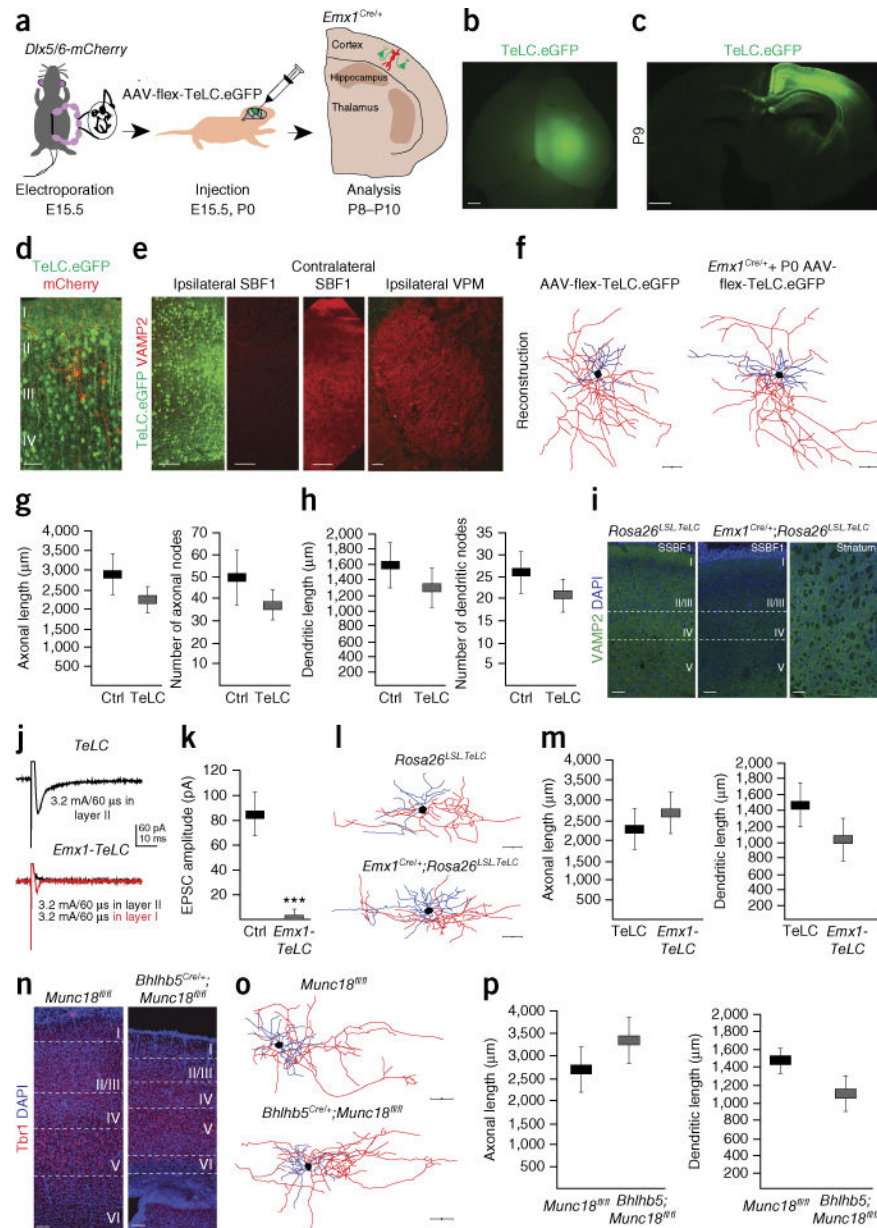 a
Dlx5/6-mCherry
AAV-flex-TeLC.eGFP
Emx1Cre/+
Cortex
Hippocampus
Thalamus
Electroporation
E15.5
Injection
E15.5, P0
Analysis
P8–P10
b
TeLC.eGFP
c
TeLC.eGFP
P9
d
TeLC.eGFP
mCherry
I
II
III
IV
e
Ipsilateral SBF1
Contralateral
SBF1
Ipsilateral VPM
TeLC.eGFP VAMP2
f
AAV-flex-TeLC.eGFP
Emx1Cre/+ + P0 AAV-
flex-TeLC.eGFP
Reconstruction
g
Axonal length (μm)
3,500
3,000
2,500
2,000
1,500
1,000
500
Ctrl TeLC
Number of axonal nodes
70
60
50
40
30
20
10
Ctrl TeLC
h
Dendritic length (μm)
2,000
1,800
1,600
1,400
1,200
1,000
800
600
400
200
Ctrl TeLC
Number of dendritic nodes
35
30
25
20
15
10
5
Ctrl TeLC
i
Rosa26LSL.TeLC
Emx1Cre/+;Rosa26LSL.TeLC
VAMP2 DAPI
SSBF1
I
II/III
IV
V
SSBF1
I
II/III
IV
V
Striatum
j
TeLC
3.2 mA/60 μs in
layer II
60 pA
10 ms
Emx1-TeLC
3.2 mA/60 μs in layer II
3.2 mA/60 μs in layer I
k
EPSC amplitude (pA)
120
100
80
60
40
20
***
Ctrl Emx1-
TeLC
l
Rosa26LSL.TeLC
Emx1Cre/+;Rosa26LSL.TeLC
m
Axonal length (μm)
4,000
3,500
3,000
2,500
2,000
1,500
1,000
500
TeLC Emx1-
TeLC
Dendritic length (μm)
2,000
1,800
1,600
1,400
1,200
1,000
800
600
400
200
TeLC Emx1-
TeLC
n
Munc18fl/fl
Bhlhb5Cre/+;
Munc18fl/fl
Tbr1 DAPI
I
II/III
IV
V
VI
I
II/III
IV
V
VI
o
Munc18fl/fl
Bhlhb5Cre/+;Munc18fl/fl
p
Axonal length (μm)
4,000
3,500
3,000
2,500
2,000
1,500
1,000
500
Munc18fl/fl Bhlhb5;
Munc18fl/fl
Dendritic length (μm)
2,000
1,800
1,600
1,400
1,200
1,000
800
600
400
200
Munc18fl/fl Bhlhb5;
Munc18fl/fl